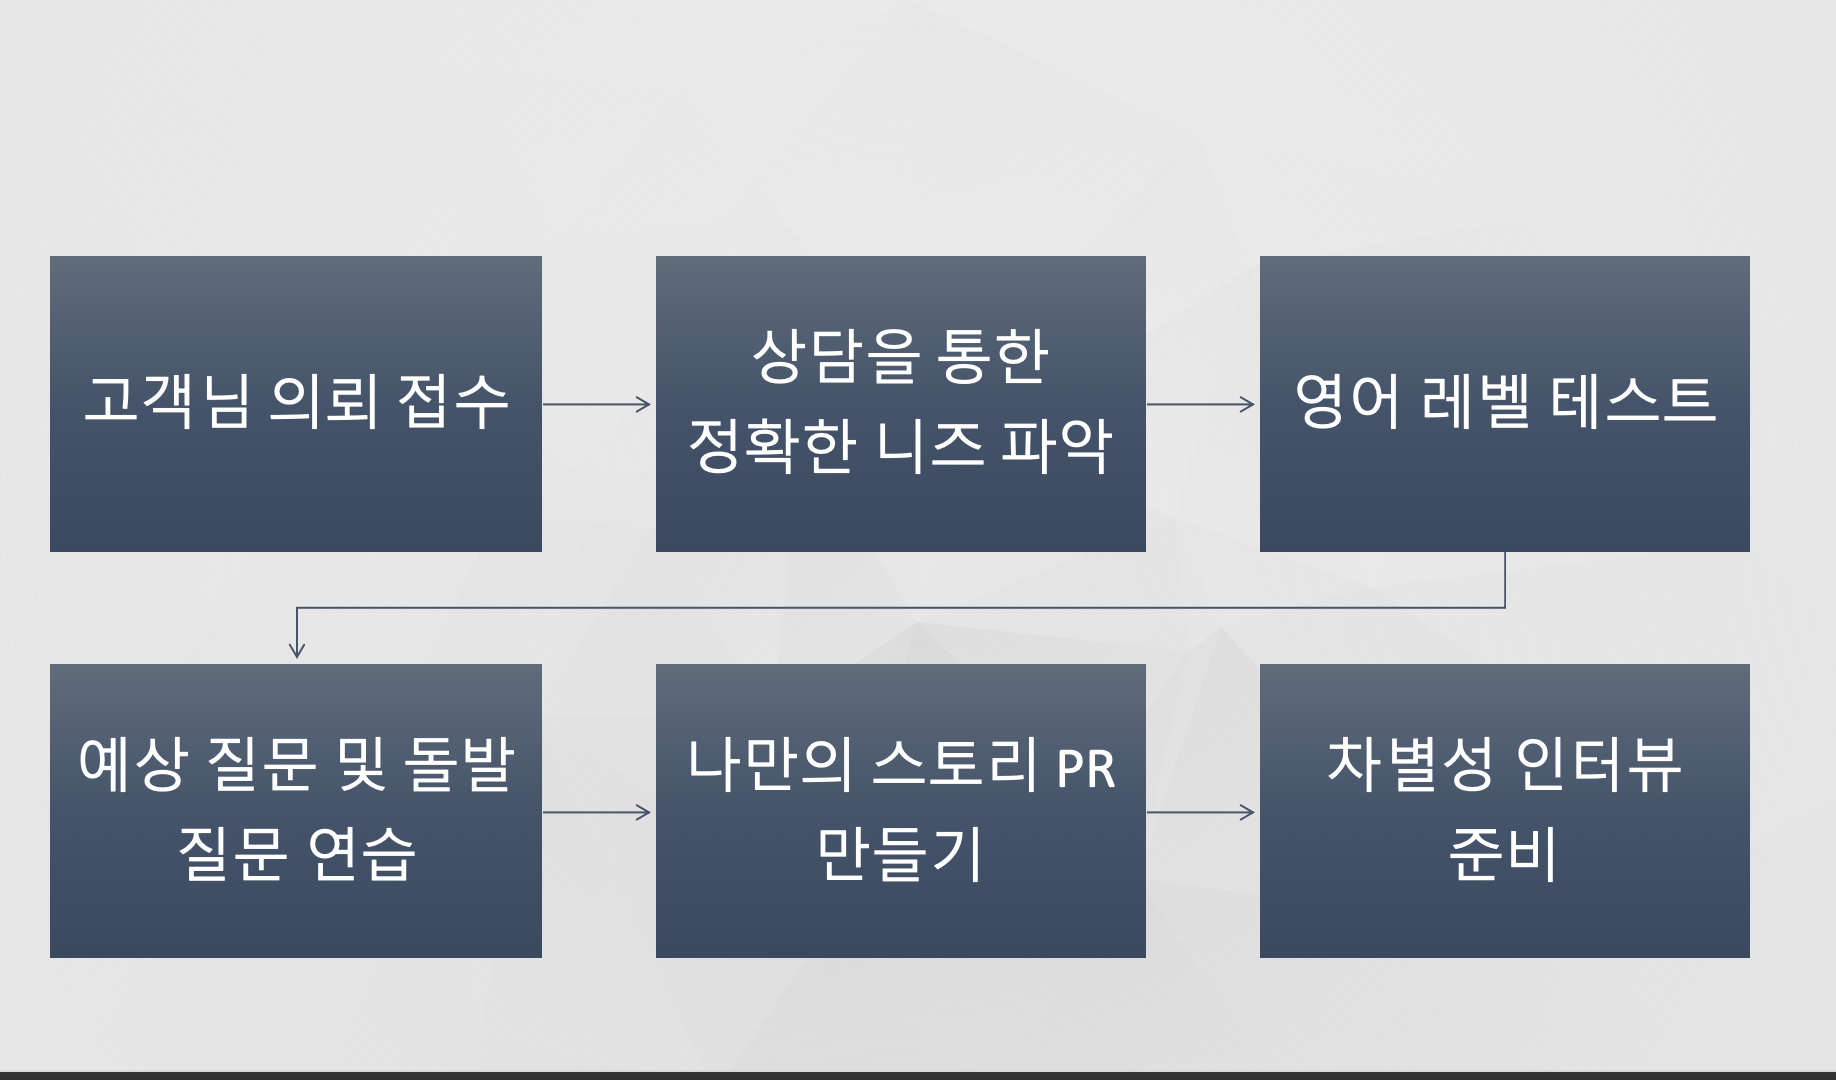 고객님 의뢰 접수
상담을 통한
정확한 니즈 파악
영어 레벨 테스트
예상 질문 및 돌발
질문 연습
나만의 스토리 PR
만들기
차별성 인터뷰
준비